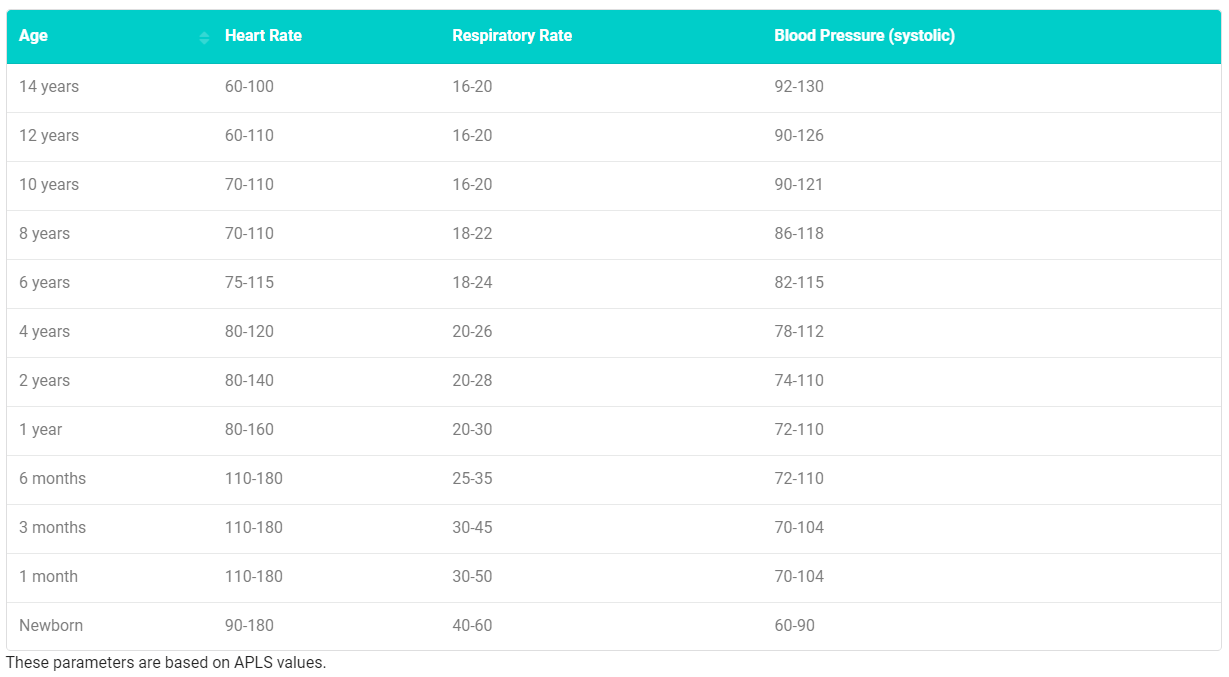 Age Heart Rate Respiratory Rate Blood Pressure (systolic)
14 years 60-100 16-20 92-130
12 years 60-110 16-20 90-126
10 years 70-110 16-20 90-121
8 years 70-110 18-22 86-118
6 years 75-115 18-24 82-115
4 years 80-120 20-26 78-112
2 years 80-140 20-28 74-110
1 year 80-160 20-30 72-110
6 months 110-180 25-35 72-110
3 months 110-180 30-45 70-104
1 month 110-180 30-50 70-104
Newborn 90-180 40-60 60-90
These parameters are based on APLS values.